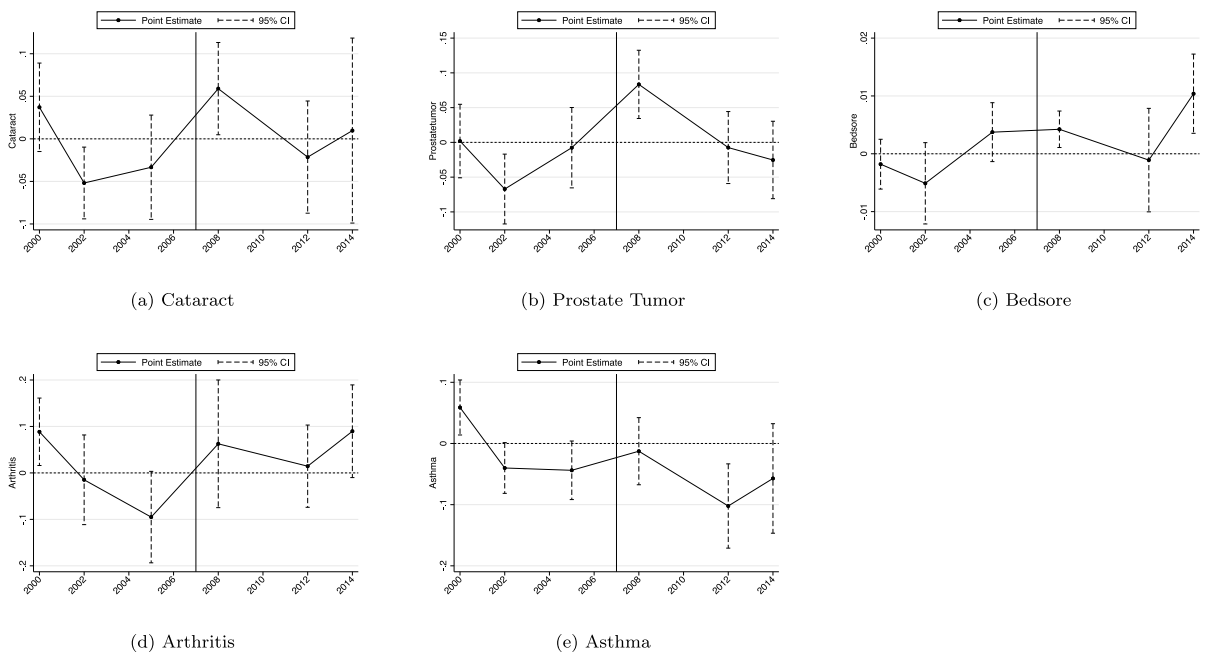 Point Estimate 95% CI
Cataract
.1
.05
0
-.05
-.1
2000 2002 2004 2006 2008 2010 2012 2014
(a) Cataract
Point Estimate 95% CI
Prostatetumor
.15
.1
.05
0
-.05
-.1
2000 2002 2004 2006 2008 2010 2012 2014
(b) Prostate Tumor
Point Estimate 95% CI
Bedsore
.02
.01
0
-.01
2000 2002 2004 2006 2008 2010 2012 2014
(c) Bedsore
Point Estimate 95% CI
Arthritis
.2
.1
0
-.1
-.2
2000 2002 2004 2006 2008 2010 2012 2014
(d) Arthritis
Point Estimate 95% CI
Asthma
.1
0
-.1
-.2
2000 2002 2004 2006 2008 2010 2012 2014
(e) Asthma